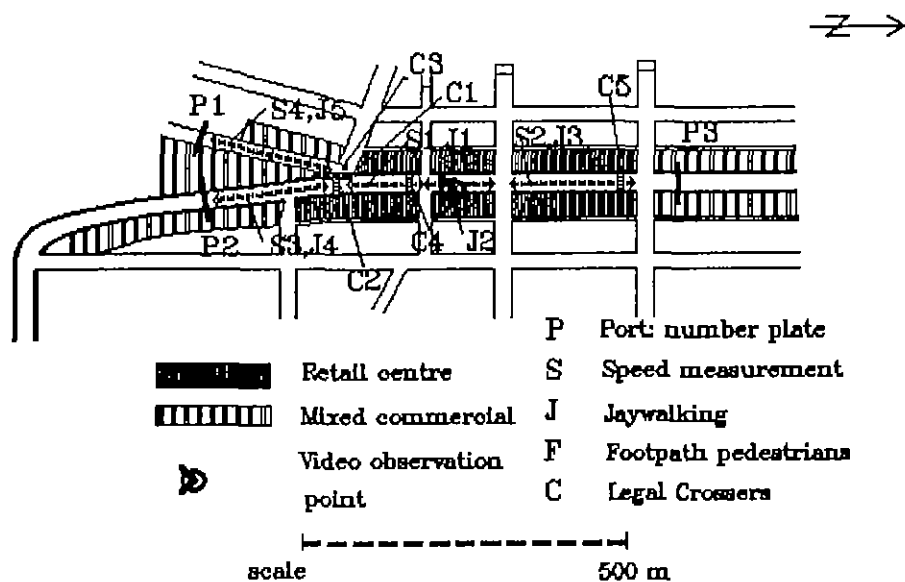 Z
C3
P1
S4,J5
C1
C5
S1
J1
S2,J3
P3
P2
S3,J4
C2
C4
J2
P Port: number plate
Retail centre
S Speed measurement
Mixed commercial
J Jaywalking
Video observation
point
F Footpath pedestrians
C Legal Crossers
scale 500 m